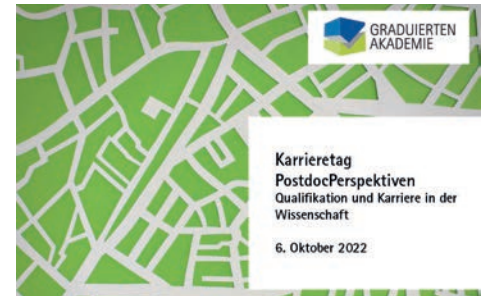 GRADUIERTEN
AKADEMIE
Karrieretag
PostdocPerspektiven
Qualifikation und Karriere in der
Wissenschaft
6. Oktober 2022